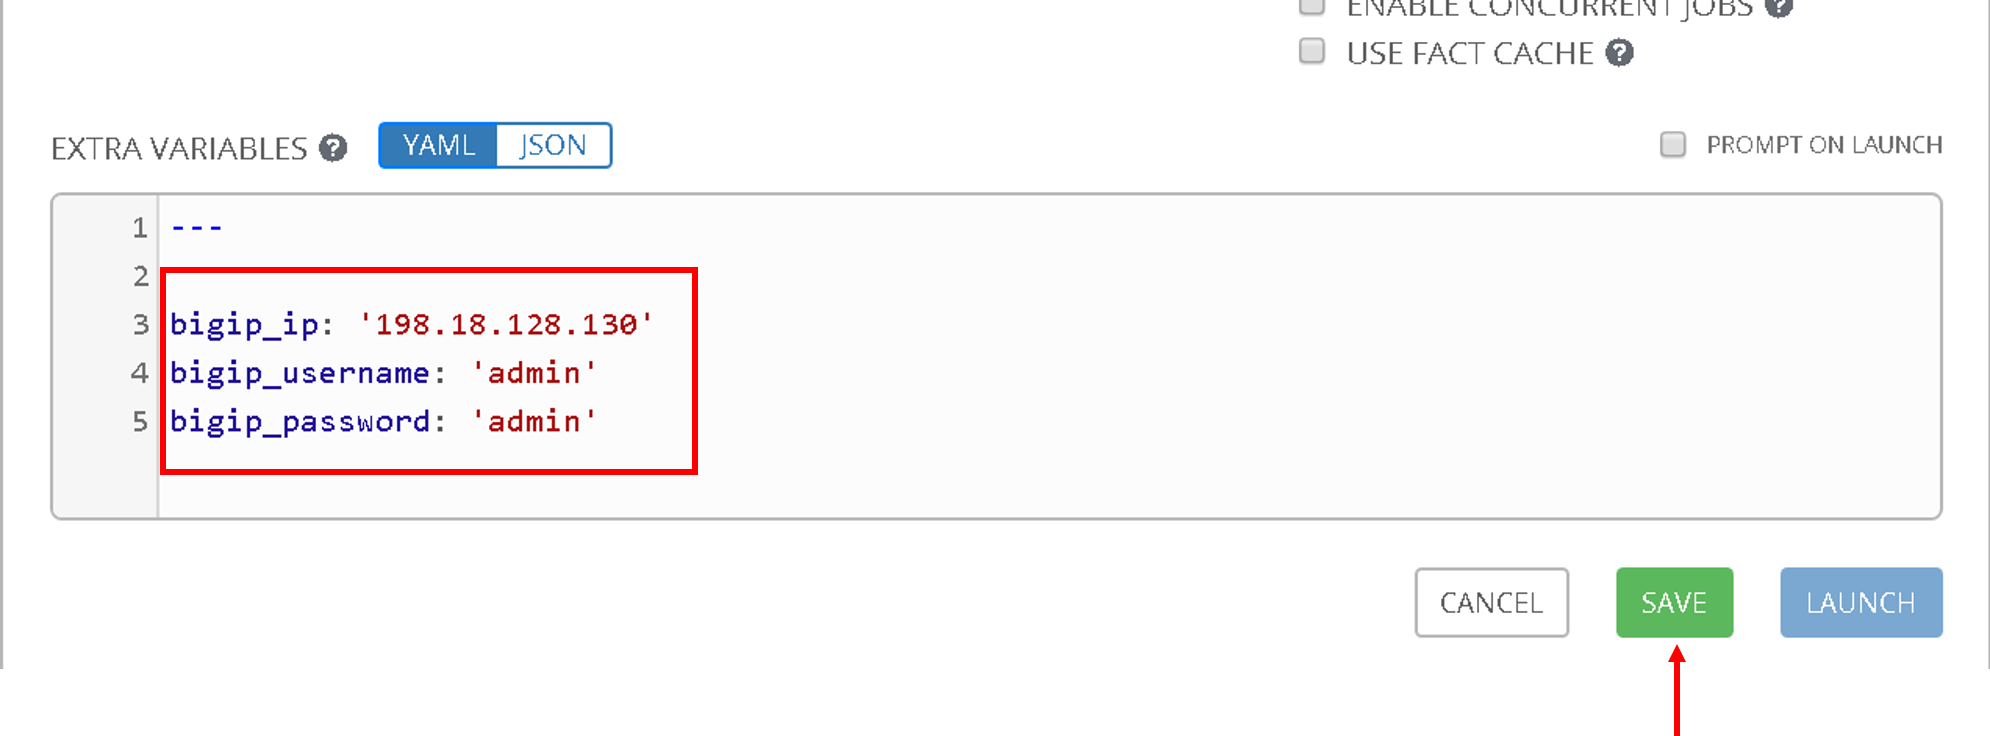 ENABLE CONCURRENT JOBS ?
USE FACT CACHE ?
EXTRA VARIABLES ? YAML JSON PROMPT ON LAUNCH
1 ---
2
3 bigip_ip: '198.18.128.130'
4 bigip_username: 'admin'
5 bigip_password: 'admin'
CANCEL SAVE LAUNCH